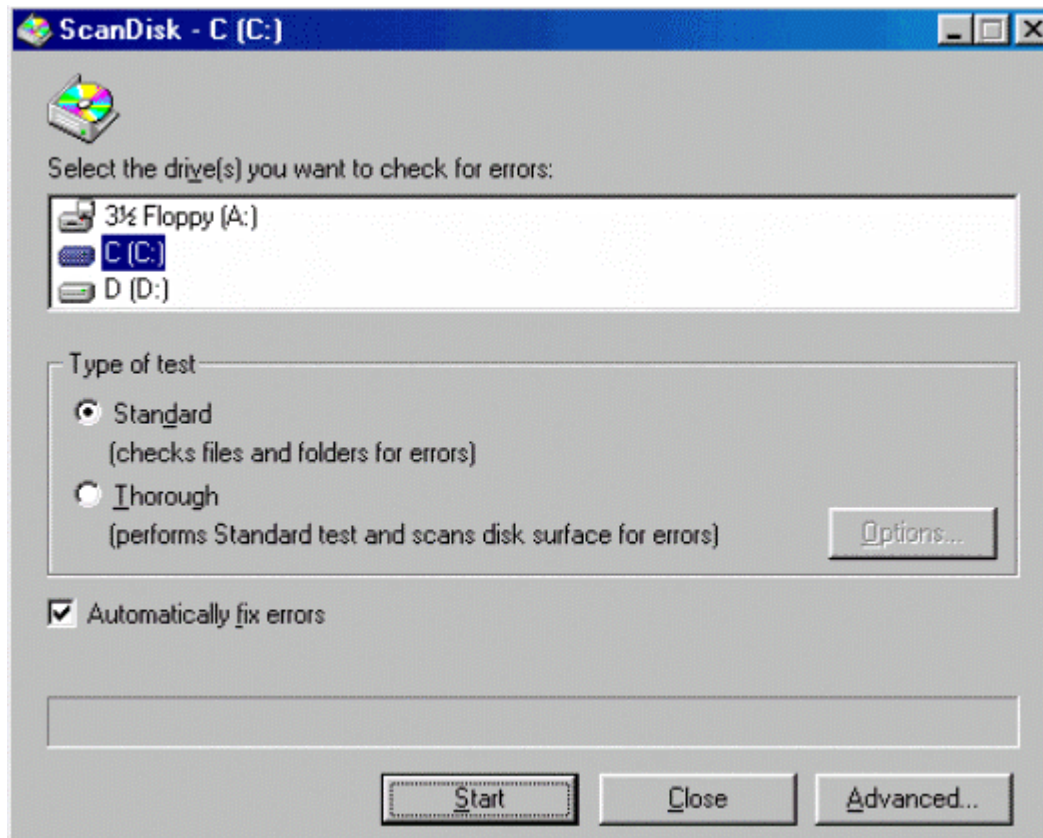 ScanDisk - C (C:)
Select the drive(s) you want to check for errors:
3½ Floppy (A:)
C (C:)
D (D:)
Type of test
Standard
(checks files and folders for errors)
Thorough
(performs Standard test and scans disk surface for errors)
Options...
Automatically fix errors
Start Close Advanced...